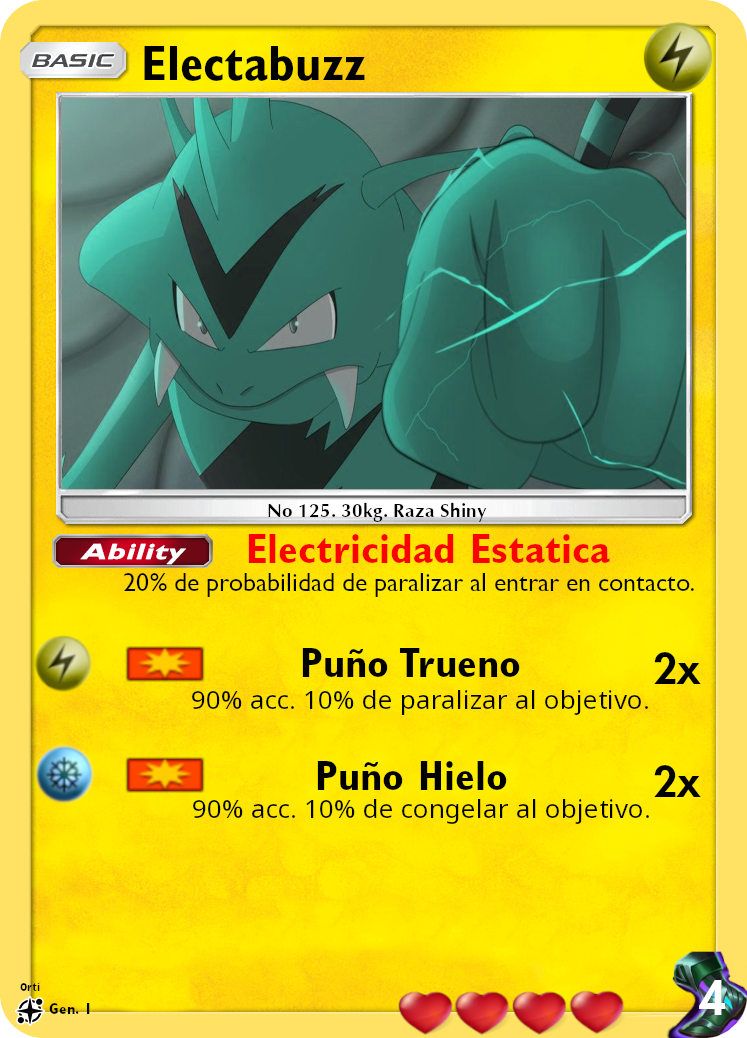 BASIC Electabuzz
No 125. 30kg. Raza Shiny
Ability Electricidad Estatica
20% de probabilidad de paralizar al entrar en contacto.
Puño Trueno 2x
90% acc. 10% de paralizar al objetivo.
Puño Hielo 2x
90% acc. 10% de congelar al objetivo.
Orti
Gen. I
4